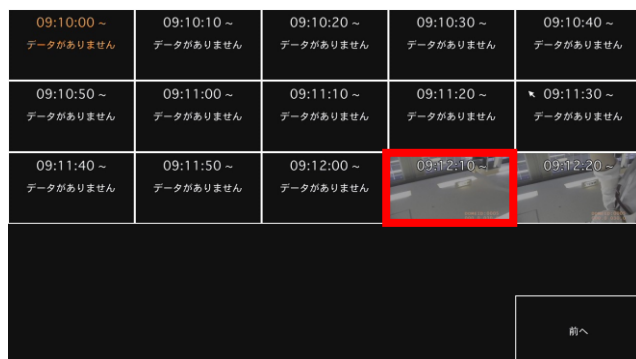 09:10:00 ~
データがありません
09:10:10 ~
データがありません
09:10:20 ~
データがありません
09:10:30 ~
データがありません
09:10:40 ~
データがありません
09:10:50 ~
データがありません
09:11:00 ~
データがありません
09:11:10 ~
データがありません
09:11:20 ~
データがありません
09:11:30 ~
データがありません
09:11:40 ~
データがありません
09:11:50 ~
データがありません
09:12:00 ~
データがありません
09:12:10 ~
09:12:20 ~
前へ